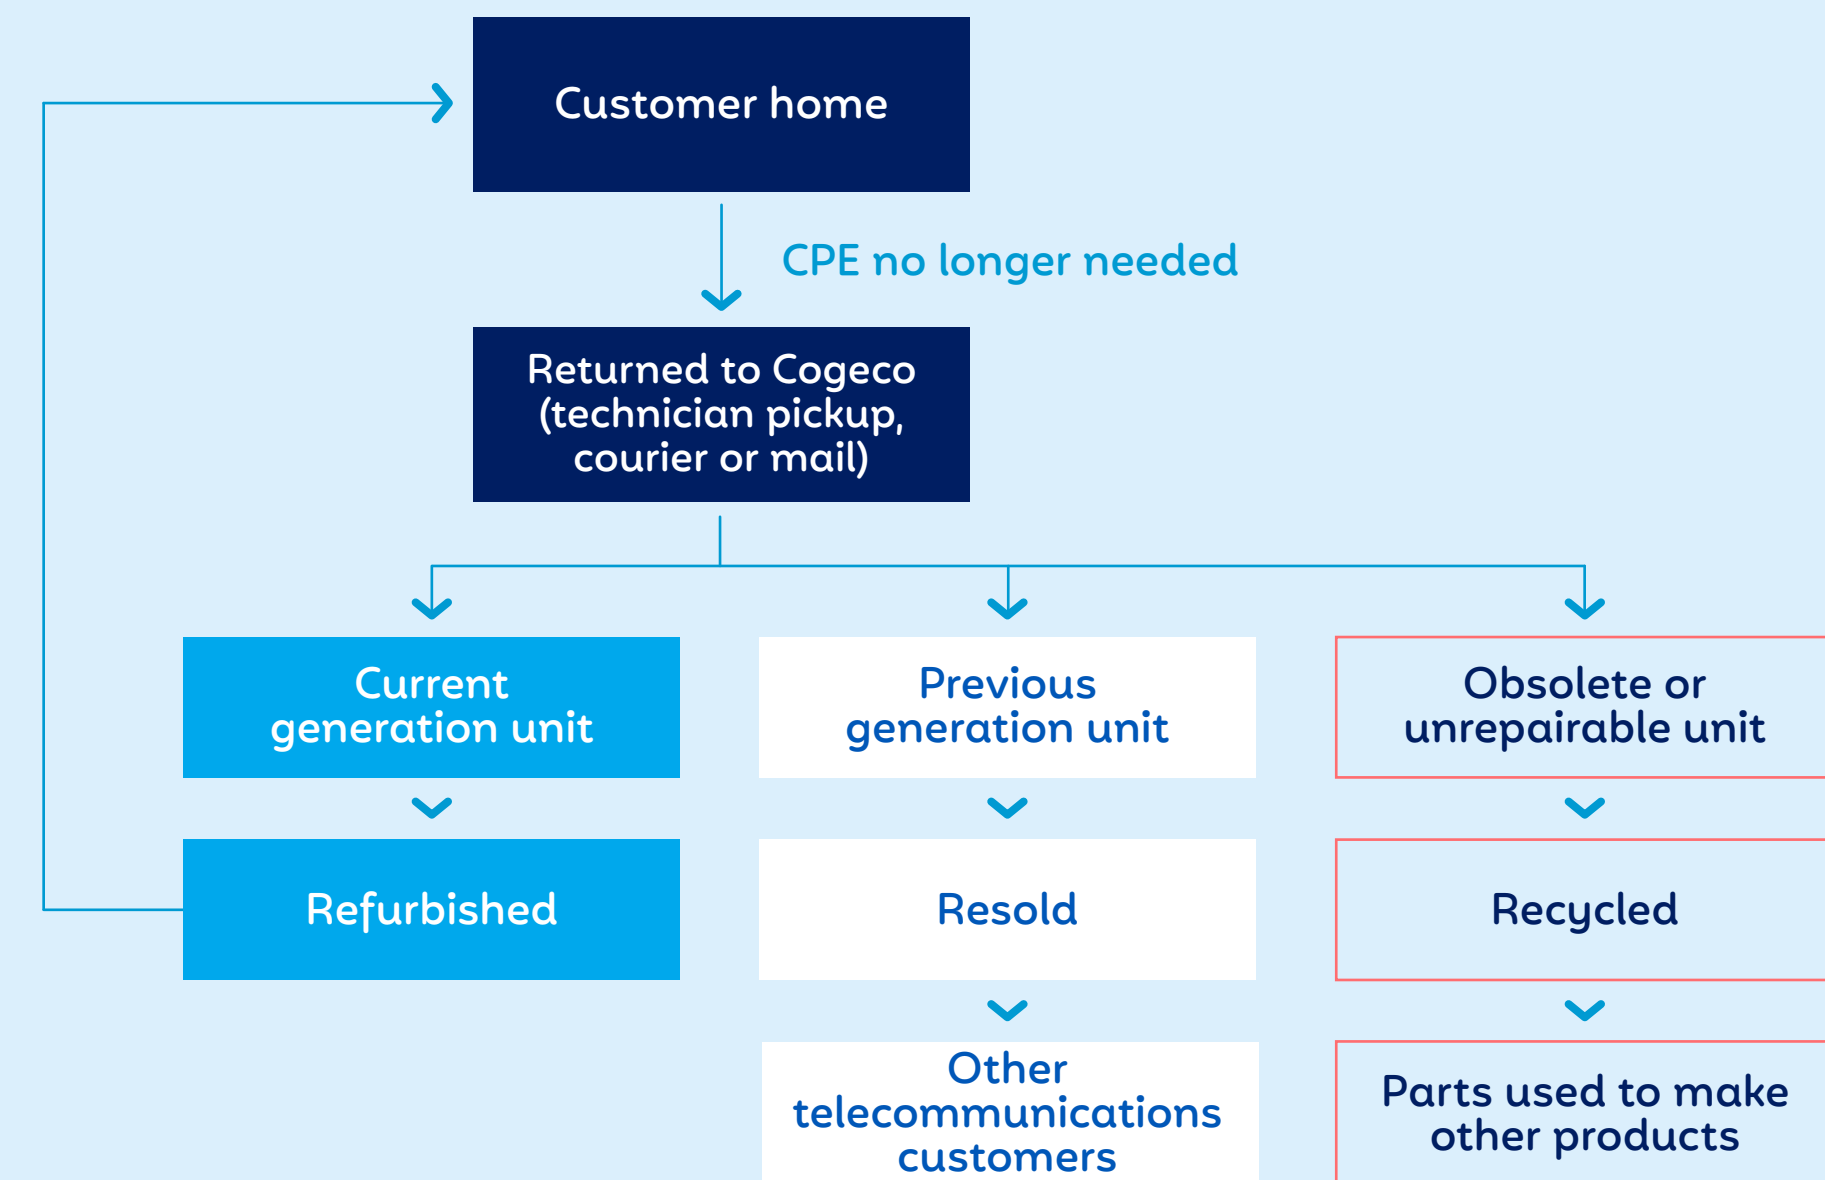 Customer home
CPE no longer needed
Returned to Cogeco
(technician pickup,
courier or mail)
Current
generation unit
Previous
generation unit
Obsolete or
unrepairable unit
Refurbished
Resold
Recycled
Other
telecommunications
customers
Parts used to make
other products